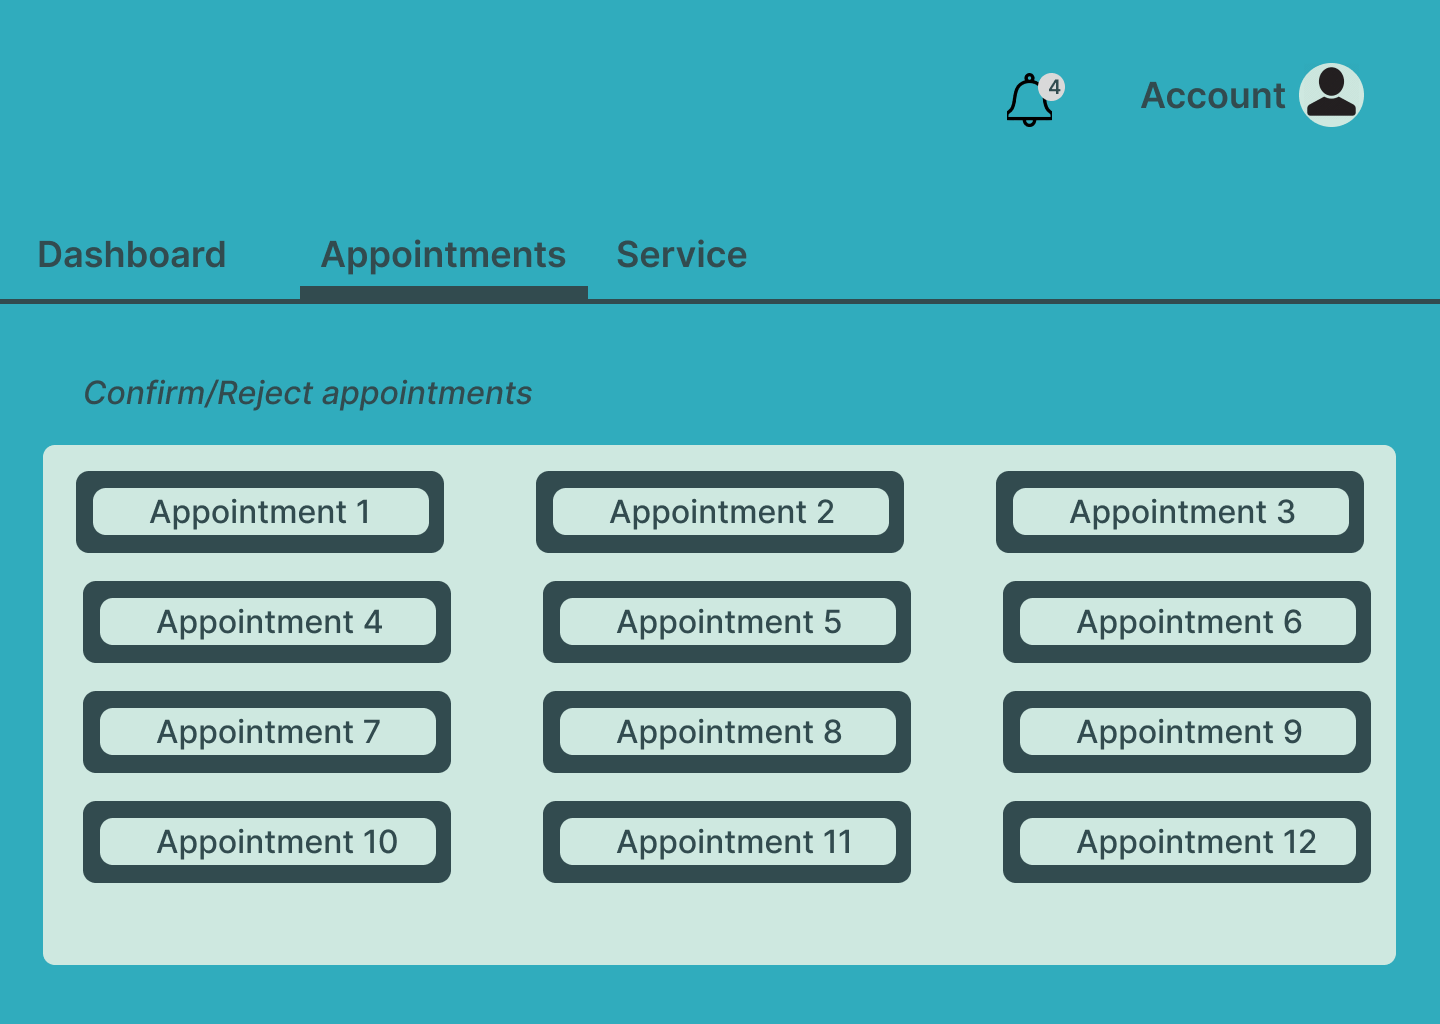 4
Account
Dashboard Appointments Service
Confirm/Reject appointments
Appointment 1 Appointment 2 Appointment 3
Appointment 4 Appointment 5 Appointment 6
Appointment 7 Appointment 8 Appointment 9
Appointment 10 Appointment 11 Appointment 12